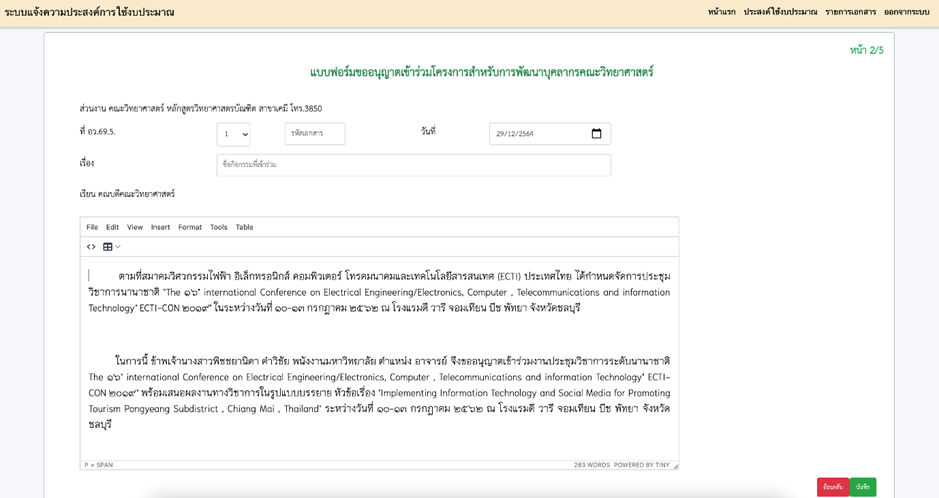 ระบบแจ้งความประสงค์การใช้งบประมาณ
หน้าแรก ประสงค์ใช้งบประมาณ รายการเอกสาร ออกจากระบบ
หน้า 2/5
แบบฟอร์มขออนุญาตเข้าร่วมโครงการสำหรับการพัฒนาบุคลากรคณะวิทยาศาสตร์
ส่วนงาน คณะวิทยาศาสตร์ หลักสูตรวิทยาศาสตรบัณฑิต สาขาเคมี โทร.3850
ที่ อว.69.5. 1 รหัสเอกสาร วันที่ 29/12/2564
เรื่อง ชื่อกิจกรรมที่เข้าร่วม
เรียน คณบดีคณะวิทยาศาสตร์
File Edit View Insert Format Tools Table
ตามที่สมาคมวิศวกรรมไฟฟ้า อิเล็กทรอนิกส์ คอมพิวเตอร์ โทรคมนาคมและเทคโนโลยีสารสนเทศ (ECTI) ประเทศไทย ได้กำหนดจัดการประชุม
วิชาการนานาชาติ "The ๑๖" international Conference on Electrical Engineering/Electronics, Computer , Telecommunications and information
Technology" ECTI-CON ๒๐๑๙" ในระหว่างวันที่ ๑๐-๑๓ กรกฎาคม ๒๕๖๒ ณ โรงแรมดี วารี จอมเทียน บีช พัทยา จังหวัดชลบุรี
ในการนี้ ข้าพเจ้านางสาวพิชชยานิตา คำวิชัย พนังงานมหาวิทยาลัย ตำแหน่ง อาจารย์ จึงขออนุญาตเข้าร่วมงานประชุมวิชาการระดับนานาชาติ
The ๑๖" international Conference on Electrical Engineering/Electronics, Computer , Telecommunications and information Technology" ECTI-
CON ๒๐๑๙" พร้อมเสนอผลงานทางวิชาการในรูปแบบบรรยาย หัวข้อเรื่อง "Implementing Information Technology and Social Media for Promoting
Tourism Pongyeang Subdistrict , Chiang Mai , Thailand" ระหว่างวันที่ ๑๐-๑๓ กรกฎาคม ๒๕๖๒ ณ โรงแรมดี วารี จอมเทียน บีช พัทยา จังหวัด
ชลบุรี
P » SPAN 283 WORDS POWERED BY TINY
ย้อนกลับ บันทึก